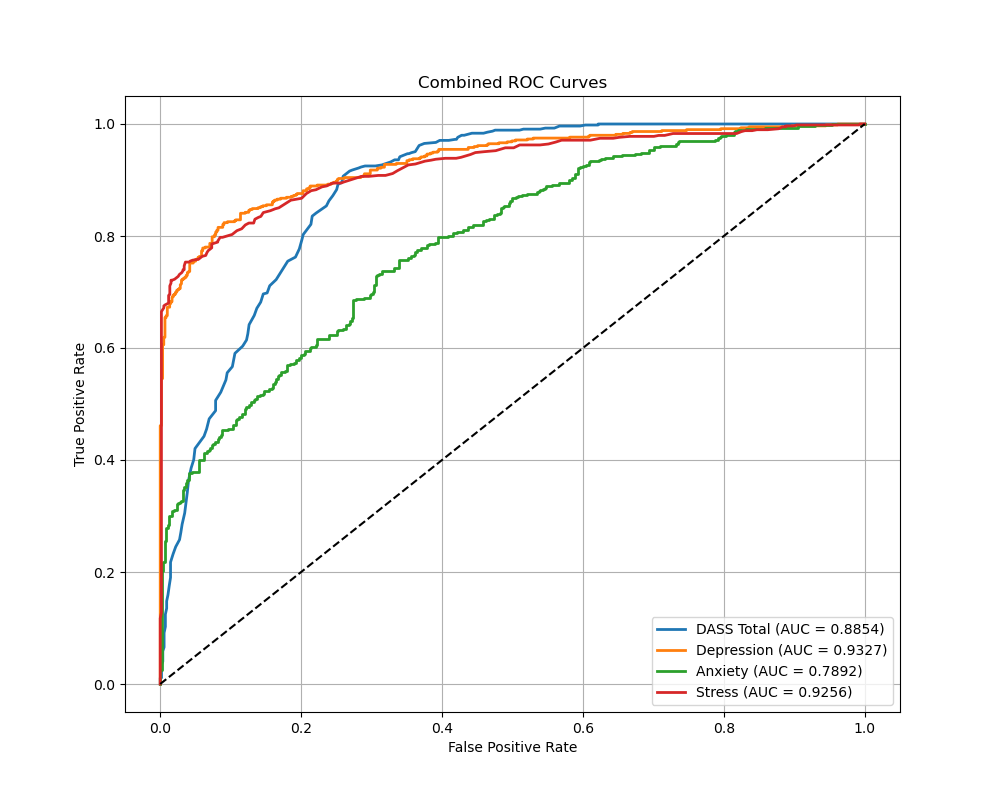 Combined ROC Curves
True Positive Rate
1.0
0.8
0.6
0.4
0.2
0.0
0.0 0.2 0.4 0.6 0.8 1.0
False Positive Rate
DASS Total (AUC = 0.8854)
Depression (AUC = 0.9327)
Anxiety (AUC = 0.7892)
Stress (AUC = 0.9256)